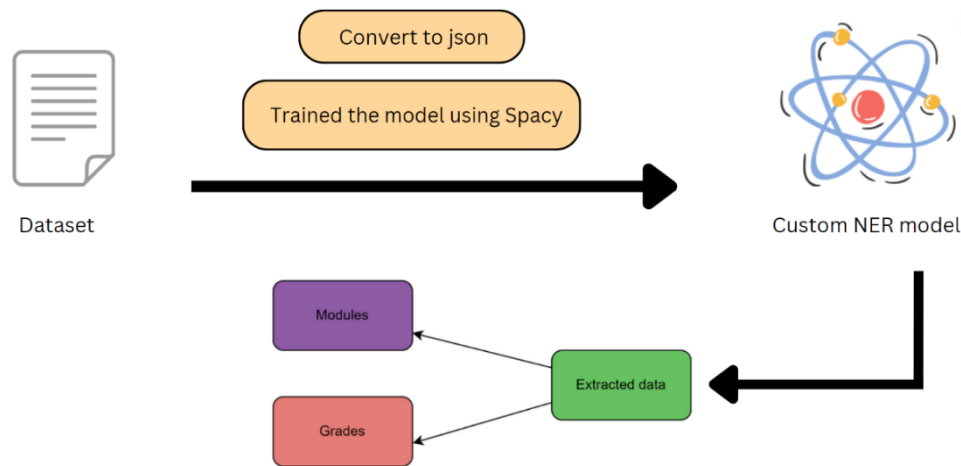 Convert to json
Trained the model using Spacy
Dataset
Custom NER model
Modules
Extracted data
Grades